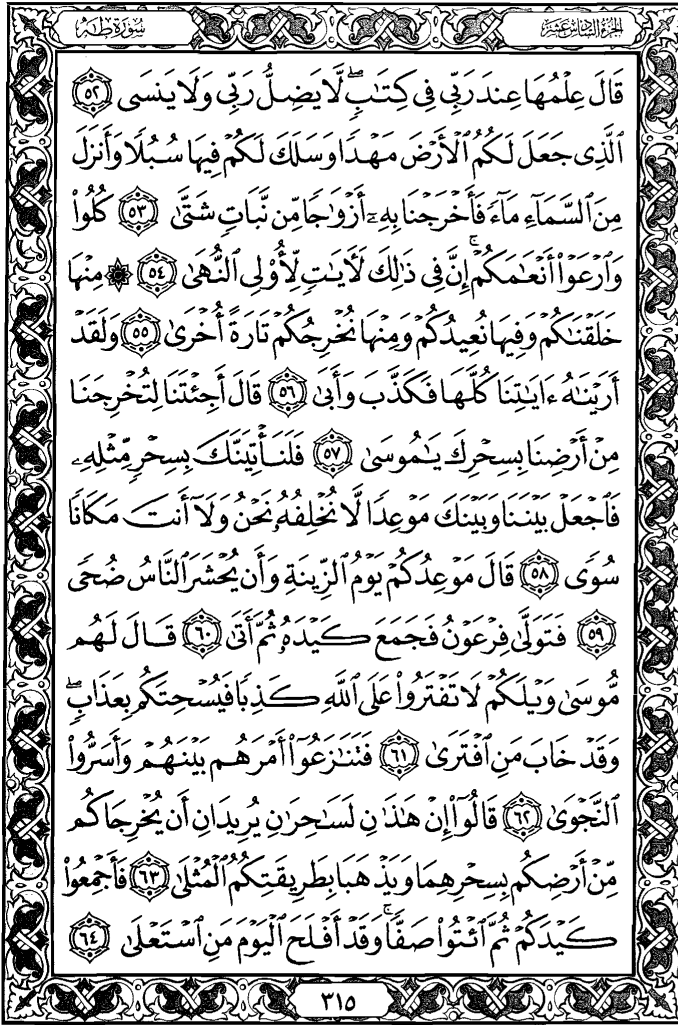 الجزء السادس عشر
سورة طه
قَالَ عِلْمُهَا عِندَ رَبِّى فِى كِتَٰبٍۖ لَّا يَضِلُّ رَبِّى وَلَا يَنسَى ٥٢
ٱلَّذِى جَعَلَ لَكُمُ ٱلْأَرْضَ مَهْدًا وَسَلَكَ لَكُمْ فِيهَا سُبُلًا وَأَنزَلَ
مِنَ ٱلسَّمَآءِ مَآءً فَأَخْرَجْنَا بِهِۦٓ أَزْوَٰجًا مِّن نَّبَاتٍ شَتَّىٰ ٥٣ كُلُوا۟
وَٱرْعَوْا۟ أَنْعَٰمَكُمْۗ إِنَّ فِى ذَٰلِكَ لَـَٔايَٰتٍ لِّأُو۟لِى ٱلنُّهَىٰ ٥٤ ۞ مِنْهَا
خَلَقْنَٰكُمْ وَفِيهَا نُعِيدُكُمْ وَمِنْهَا نُخْرِجُكُمْ تَارَةً أُخْرَىٰ ٥٥ وَلَقَدْ
أَرَيْنَٰهُ ءَايَٰتِنَا كُلَّهَا فَكَذَّبَ وَأَبَىٰ ٥٦ قَالَ أَجِئْتَنَا لِتُخْرِجَنَا
مِنْ أَرْضِنَا بِسِحْرِكَ يَٰمُوسَىٰ ٥٧ فَلَنَأْتِيَنَّكَ بِسِحْرٍ مِّثْلِهِۦ
فَٱجْعَلْ بَيْنَنَا وَبَيْنَكَ مَوْعِدًا لَّا نُخْلِفُهُۥ نَحْنُ وَلَآ أَنتَ مَكَانًا
سُوًى ٥٨ قَالَ مَوْعِدُكُمْ يَوْمُ ٱلزِّينَةِ وَأَن يُحْشَرَ ٱلنَّاسُ ضُحًى
٥٩ فَتَوَلَّىٰ فِرْعَوْنُ فَجَمَعَ كَيْدَهُۥ ثُمَّ أَتَىٰ ٦٠ قَالَ لَهُم
مُّوسَىٰ وَيْلَكُمْ لَا تَفْتَرُوا۟ عَلَى ٱللَّهِ كَذِبًا فَيُسْحِتَكُم بِعَذَابٍۖ
وَقَدْ خَابَ مَنِ ٱفْتَرَىٰ ٦١ فَتَنَٰزَعُوٓا۟ أَمْرَهُم بَيْنَهُمْ وَأَسَرُّوا۟
ٱلنَّجْوَىٰ ٦٢ قَالُوٓا۟ إِنْ هَٰذَٰنِ لَسَٰحِرَٰنِ يُرِيدَانِ أَن يُخْرِجَاكُم
مِّنْ أَرْضِكُم بِسِحْرِهِمَا وَيَذْهَبَا بِطَرِيقَتِكُمُ ٱلْمُثْلَىٰ ٦٣ فَأَجْمِعُوا۟
كَيْدَكُمْ ثُمَّ ٱئْتُوا۟ صَفًّاۚ وَقَدْ أَفْلَحَ ٱلْيَوْمَ مَنِ ٱسْتَعْلَىٰ ٦٤
٣١٥